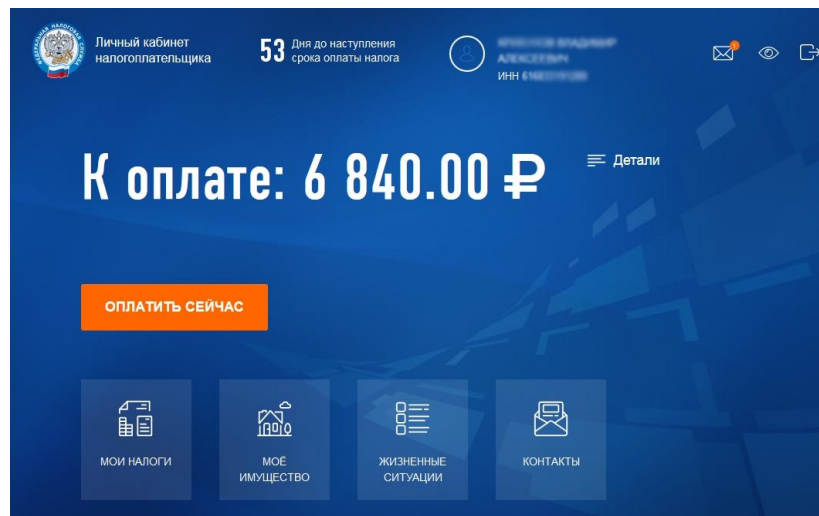 Личный кабинет
налогоплательщика
53 Дня до наступления
срока оплаты налога
АЛЕКСЕЕВИЧ
ИНН
К оплате: 6 840.00 ₽
Детали
ОПЛАТИТЬ СЕЙЧАС
МОИ НАЛОГИ
МОЁ
ИМУЩЕСТВО
ЖИЗНЕННЫЕ
СИТУАЦИИ
КОНТАКТЫ